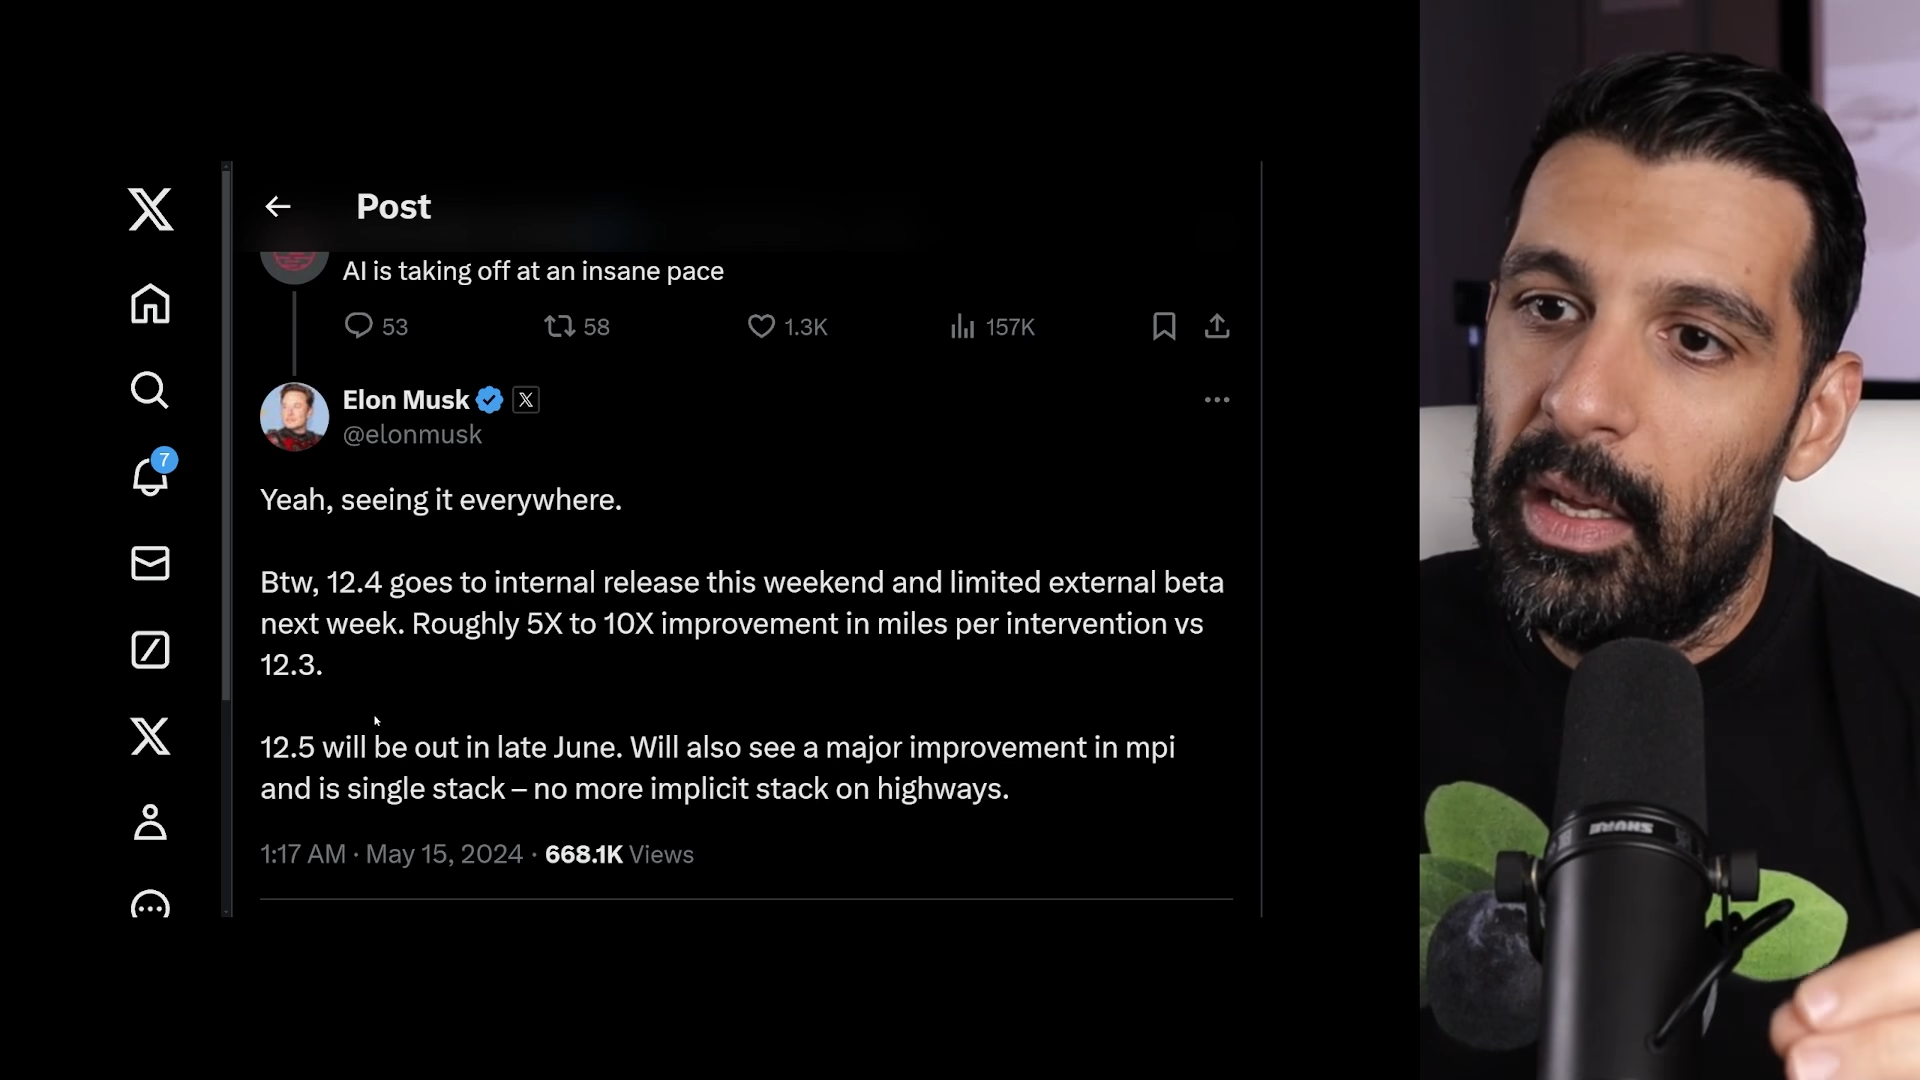 Post
AI is taking off at an insane pace
53 58 1.3K 157K
Elon Musk
@elonmusk
7
Yeah, seeing it everywhere.
Btw, 12.4 goes to internal release this weekend and limited external beta
next week. Roughly 5X to 10X improvement in miles per intervention vs
12.3.
12.5 will be out in late June. Will also see a major improvement in mpi
and is single stack – no more implicit stack on highways.
1:17 AM · May 15, 2024 · 668.1K Views
SHURE